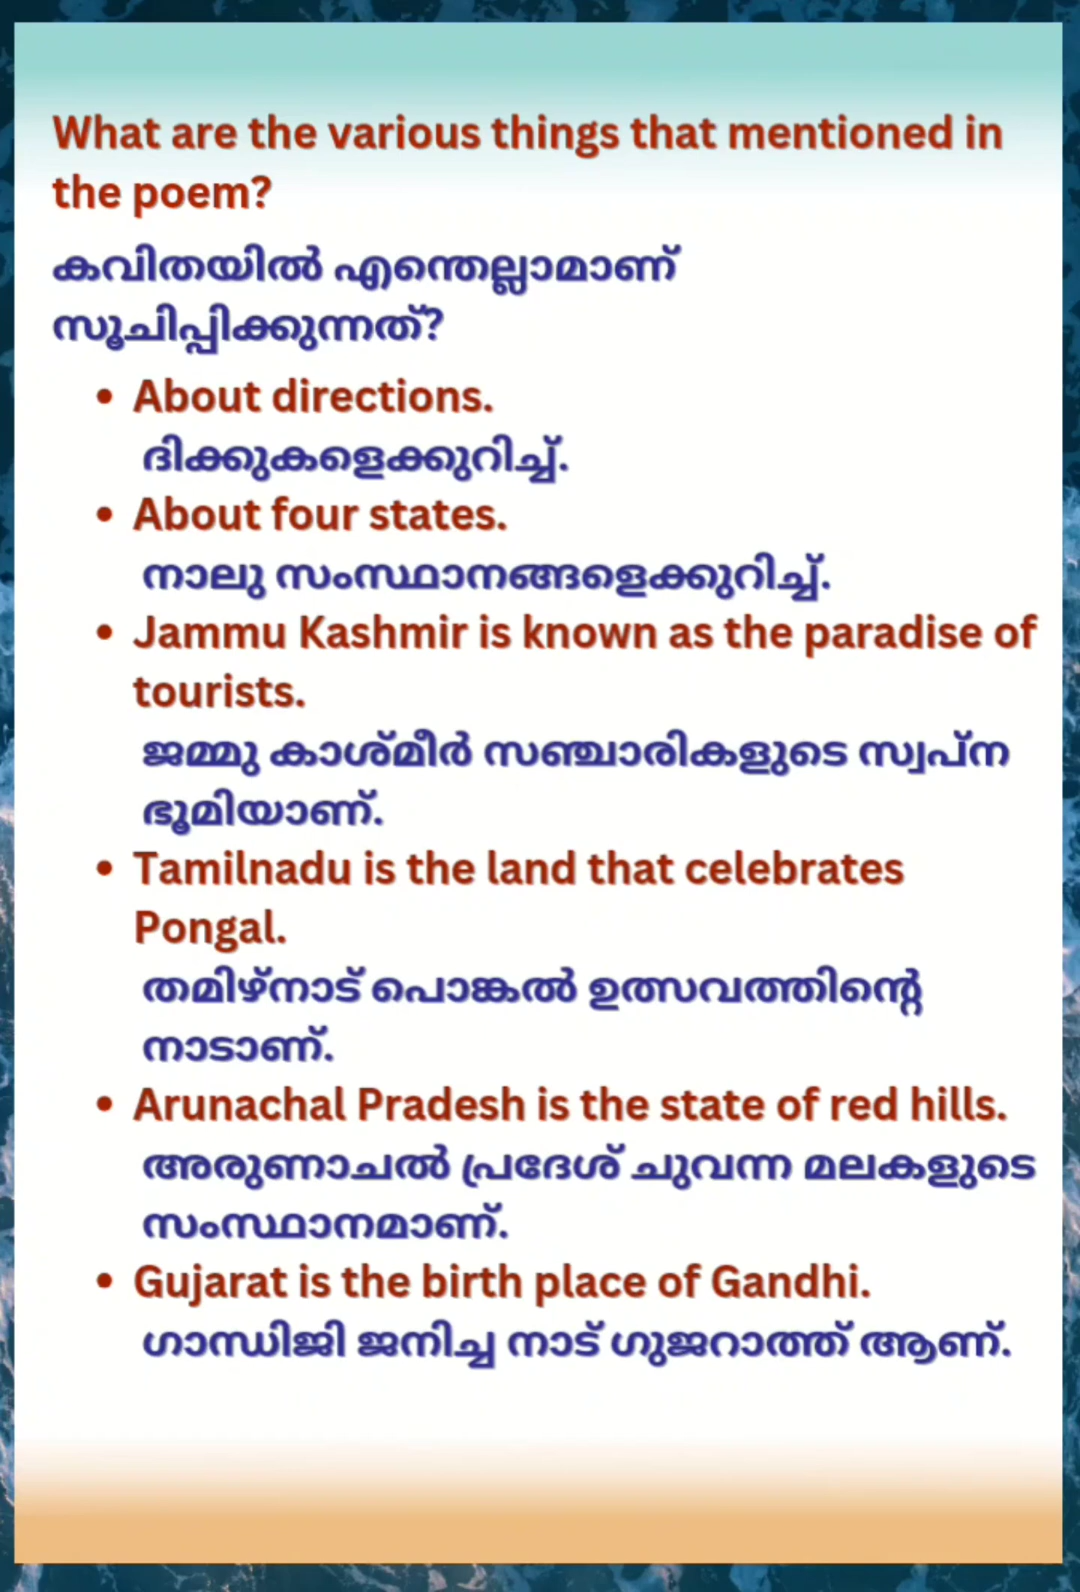 What are the various things that mentioned in
the poem?
കവിതയിൽ എന്തെല്ലാമാണ്
സൂചിപ്പിക്കുന്നത്?
• About directions.
ദിക്കുകളെക്കുറിച്ച്.
• About four states.
നാലു സംസ്ഥാനങ്ങളെക്കുറിച്ച്.
• Jammu Kashmir is known as the paradise of
tourists.
ജമ്മു കാശ്മീർ സഞ്ചാരികളുടെ സ്വപ്ന
ഭൂമിയാണ്.
• Tamilnadu is the land that celebrates
Pongal.
തമിഴ്നാട് പൊങ്കൽ ഉത്സവത്തിന്റെ
നാടാണ്.
• Arunachal Pradesh is the state of red hills.
അരുണാചൽ പ്രദേശ് ചുവന്ന മലകളുടെ
സംസ്ഥാനമാണ്.
• Gujarat is the birth place of Gandhi.
ഗാന്ധിജി ജനിച്ച നാട് ഗുജറാത്ത് ആണ്.